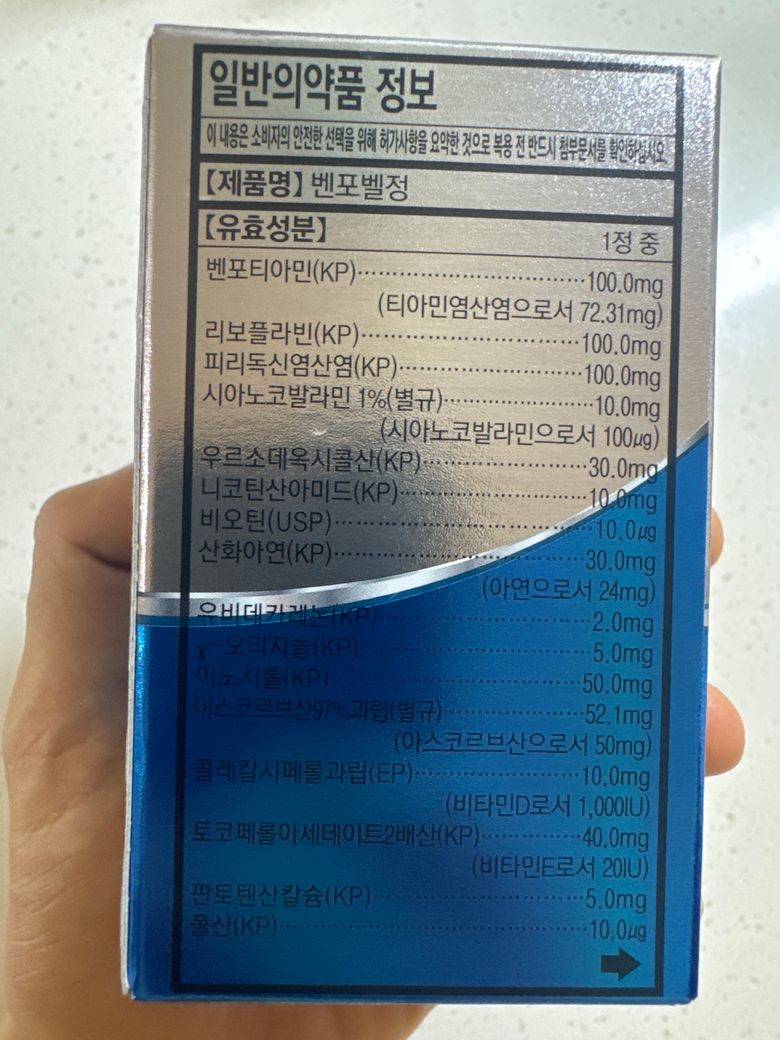 일반의약품 정보
이 내용은 소비자의 안전한 선택을 위해 허가사항을 요약한 것으로 복용 전 반드시 첨부문서를 확인하십시오.
【제품명】 벤포벨정
【유효성분】 1정 중
벤포티아민(KP)··································100.0mg
(티아민염산염으로서 72.31mg)
리보플라빈(KP)··································100.0mg
피리독신염산염(KP)····························100.0mg
시아노코발라민 1%(별규)······················10.0mg
(시아노코발라민으로서 100㎍)
우르소데옥시콜산(KP)·························30.0mg
니코틴산아미드(KP)····························10.0mg
비오틴(USP)······································10.0㎍
산화아연(KP)····································30.0mg
(아연으로서 24mg)
유비데카레논(KP)·······························2.0mg
γ-오리자놀(KP)··································5.0mg
이노시톨(KP)····································50.0mg
아스코르브산97%과립(별규)··················52.1mg
(아스코르브산으로서 50mg)
콜레칼시페롤과립(EP)·························10.0mg
(비타민D로서 1,000IU)
토코페롤아세테이트2배산(KP)···············40.0mg
(비타민E로서 20IU)
판토텐산칼슘(KP)·······························5.0mg
폴산(KP)·········································10.0㎍